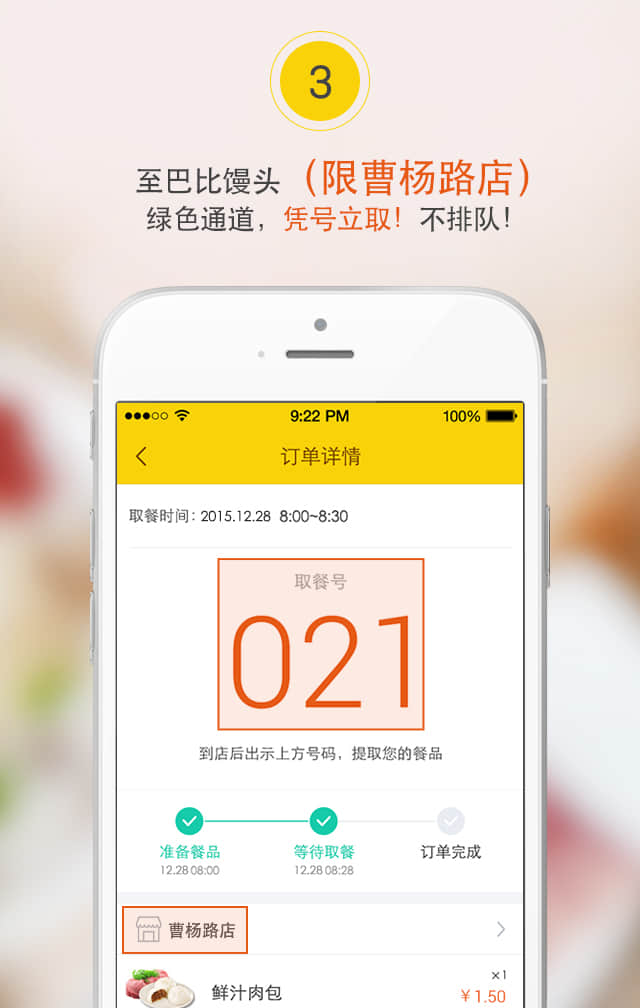 3
至巴比馒头（限曹杨路店）
绿色通道，凭号立取！不排队！
9:22 PM 100%
订单详情
取餐时间：2015.12.28 8:00~8:30
取餐号
021
到店后出示上方号码，提取您的餐品
准备餐品 等待取餐 订单完成
12.28 08:00 12.28 08:28
曹杨路店
×1
鲜汁肉包 ￥1.50